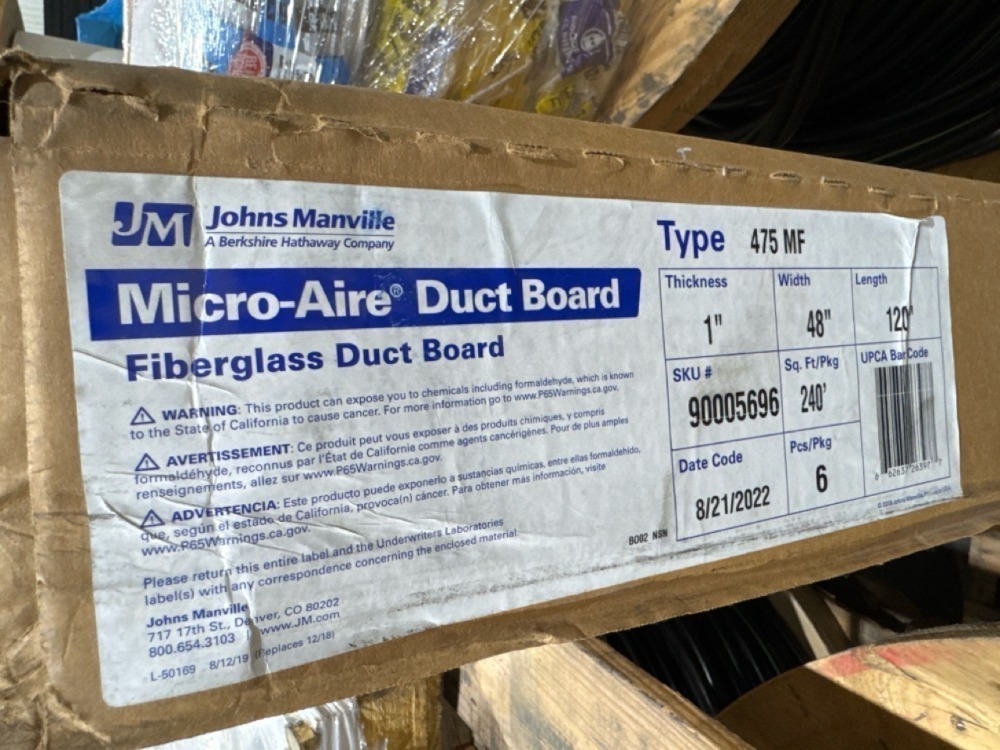 JM Johns Manville
A Berkshire Hathaway Company
Micro-Aire® Duct Board
Fiberglass Duct Board
⚠ WARNING: This product can expose you to chemicals including formaldehyde, which is known
to the State of California to cause cancer. For more information go to www.P65Warnings.ca.gov.
⚠ AVERTISSEMENT: Ce produit peut vous exposer à des produits chimiques, y compris
formaldéhyde, reconnus par l'État de Californie comme agents cancérigènes. Pour de plus amples
renseignements, allez sur www.P65Warnings.ca.gov.
⚠ ADVERTENCIA: Este producto puede exponerlo a sustancias químicas, entre ellas formaldehido,
que, según el estado de California, provoca(n) cáncer. Para obtener más información, visite
www.P65Warnings.ca.gov.
Please return this entire label and the Underwriters Laboratories
label(s) with any correspondence concerning the enclosed material.
Johns Manville
717 17th St., Denver, CO 80202
800.654.3103 www.JM.com
L-50169 8/12/19 (Replaces 12/18)
Type 475 MF
Thickness Width Length
1" 48" 120"
SKU # Sq. Ft/Pkg UPCA Bar Code
90005696 240'
Date Code Pcs/Pkg
8/21/2022 6
B002 NSN